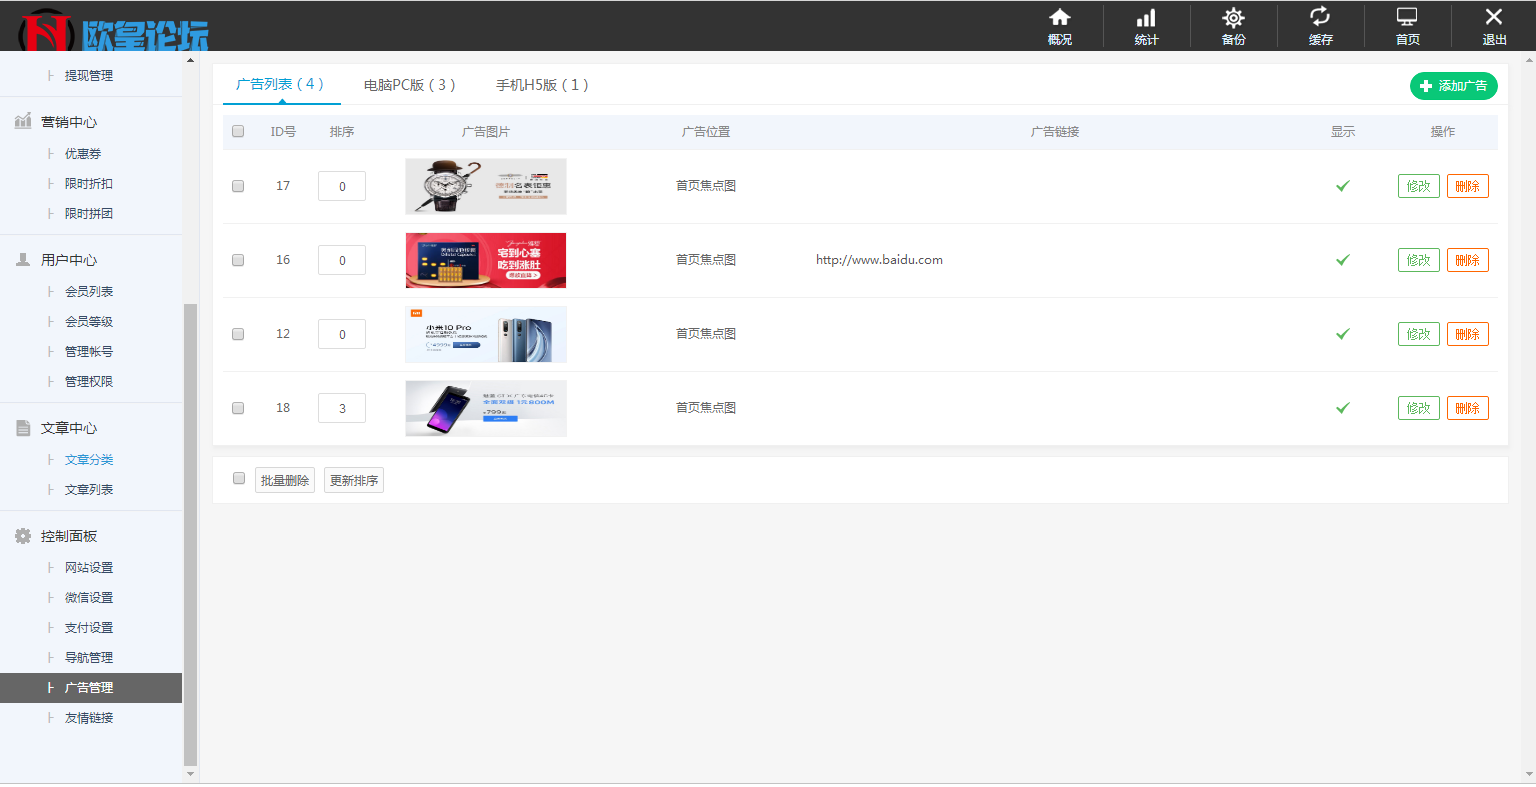 欧皇论坛
概况
统计
备份
缓存
首页
退出
提现管理
营销中心
优惠券
限时折扣
限时拼团
用户中心
会员列表
会员等级
管理帐号
管理权限
文章中心
文章分类
文章列表
控制面板
网站设置
微信设置
支付设置
导航管理
广告管理
友情链接
广告列表 ( 4 ) 电脑PC版 ( 3 ) 手机H5版 ( 1 )
添加广告
ID号 排序 广告图片 广告位置 广告链接 显示 操作
17 0 首页焦点图 修改 删除
名表钜惠
16 0 首页焦点图 http://www.baidu.com 修改 删除
宅到心塞
吃到涨肚
12 0 首页焦点图 修改 删除
小米10 Pro
18 3 首页焦点图 修改 删除
批量删除 更新排序